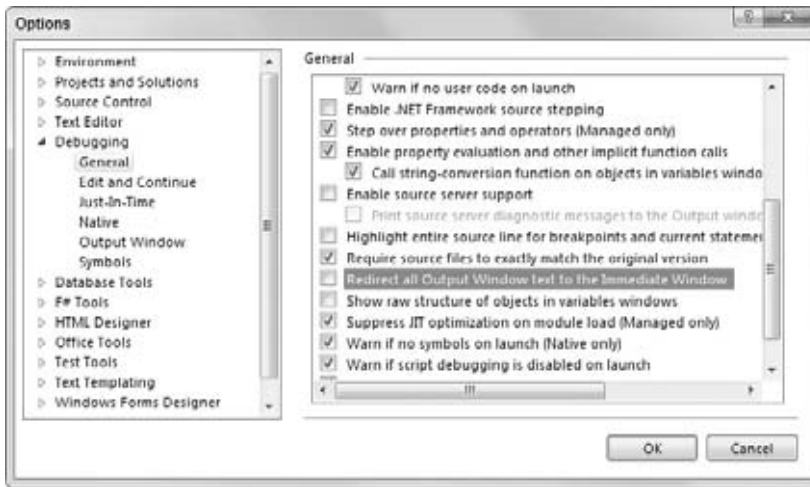 Options
Environment
Projects and Solutions
Source Control
Text Editor
Debugging
General
Edit and Continue
Just-In-Time
Native
Output Window
Symbols
Database Tools
F# Tools
HTML Designer
Office Tools
Test Tools
Text Templating
Windows Forms Designer
General
Warn if no user code on launch
Enable .NET Framework source stepping
Step over properties and operators (Managed only)
Enable property evaluation and other implicit function calls
Call string-conversion function on objects in variables windo
Enable source server support
Print source server diagnostic messages to the Output windo
Highlight entire source line for breakpoints and current stateme
Require source files to exactly match the original version
Redirect all Output Window text to the Immediate Window
Show raw structure of objects in variables windows
Suppress JIT optimization on module load (Managed only)
Warn if no symbols on launch (Native only)
Warn if script debugging is disabled on launch
OK
Cancel